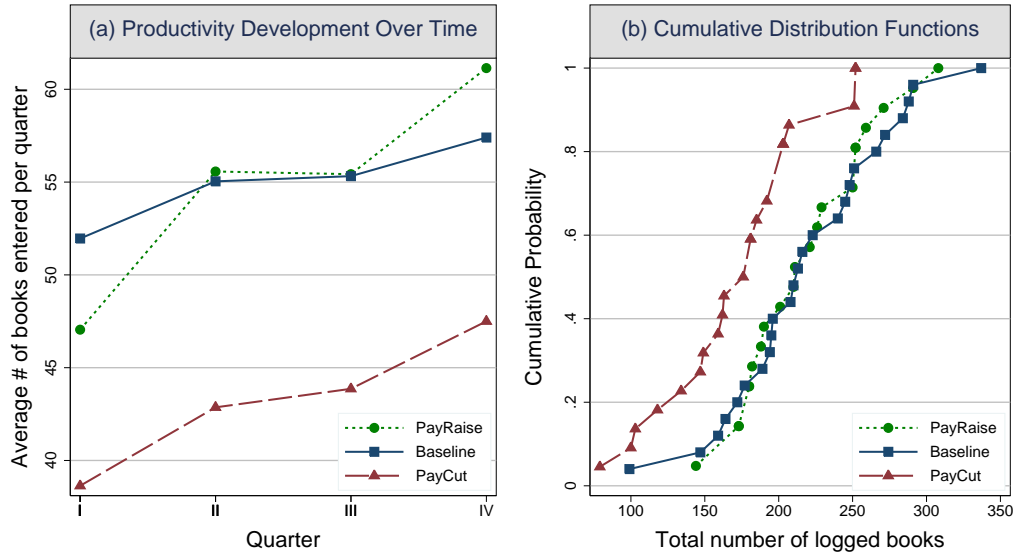 (a) Productivity Development Over Time
Average # of books entered per quarter
60
55
50
45
40
I
II
III
IV
Quarter
PayRaise
Baseline
PayCut
(b) Cumulative Distribution Functions
Cumulative Probability
1
.8
.6
.4
.2
0
100
150
200
250
300
350
Total number of logged books
PayRaise
Baseline
PayCut